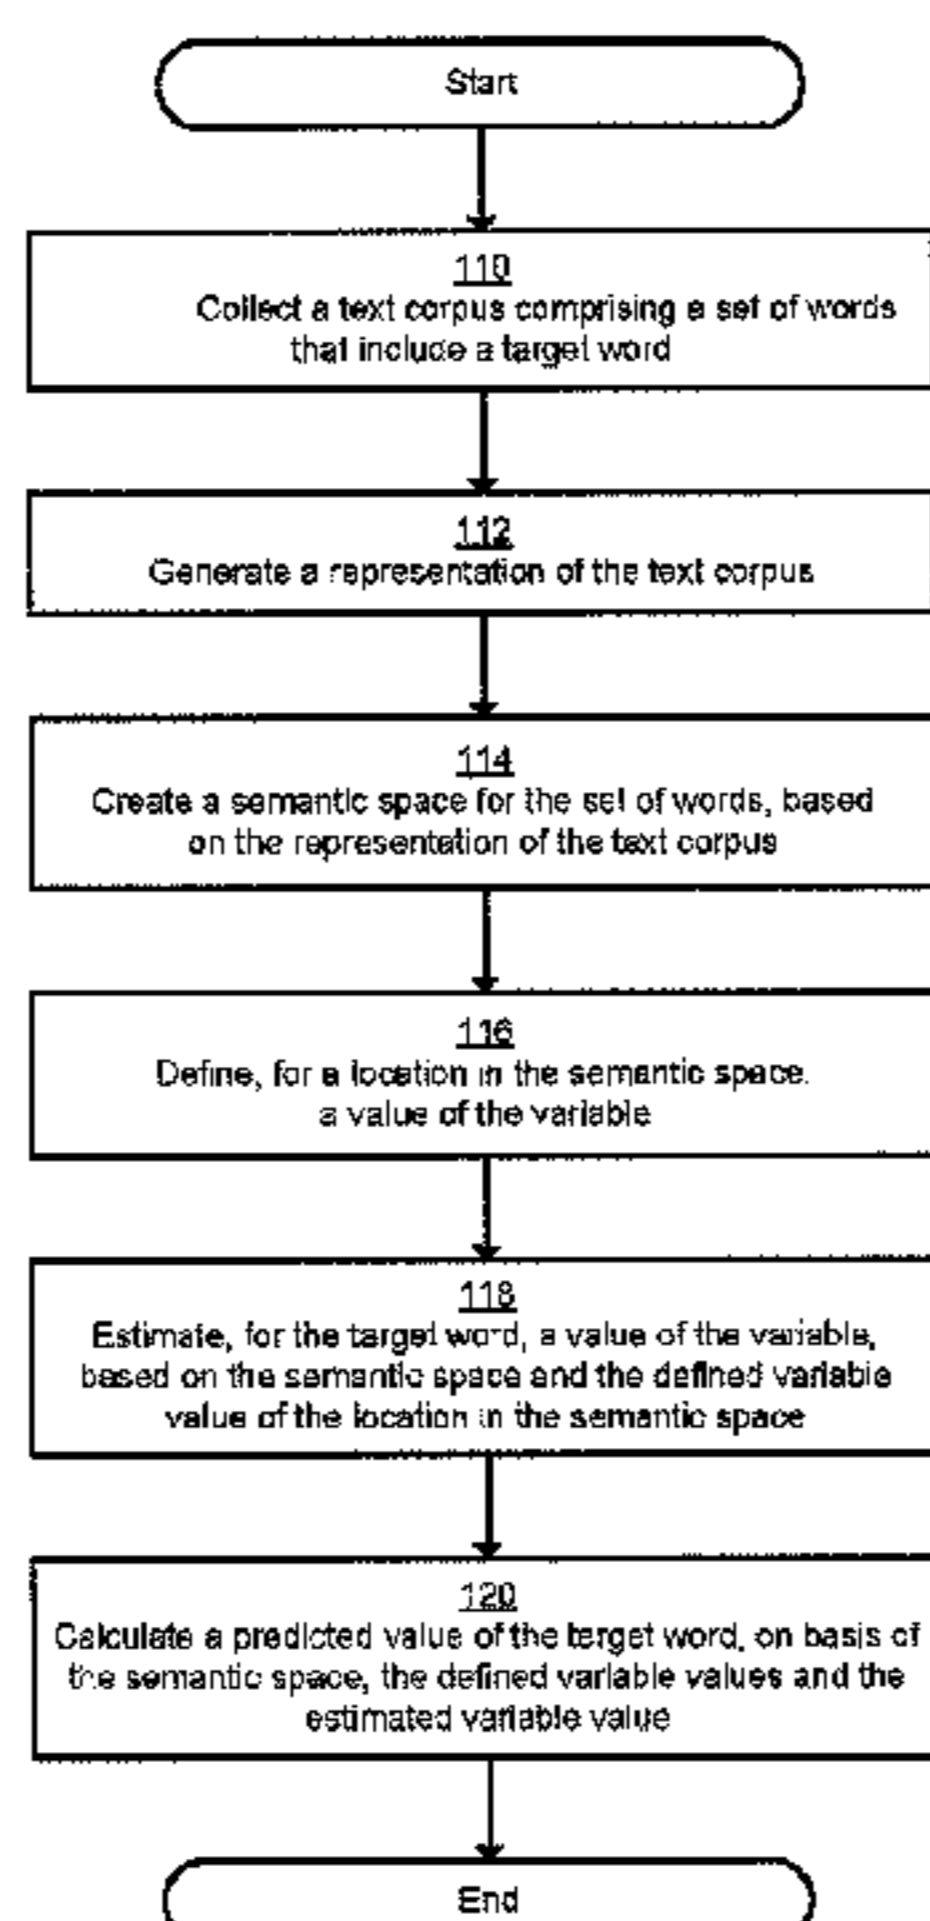 Start
110
Collect a text corpus comprising a set of words
that include a target word
112
Generate a representation of the text corpus
114
Create a semantic space for the set of words, based
on the representation of the text corpus
116
Define, for a location in the semantic space.
a value of the variable
118
Estimate, for the target word, a value of the variable,
based on the semantic space and the defined variable
value of the location in the semantic space
120
Calculate a predicted value of the target word, on basis of
the semantic space, the defined variable values and the
estimated variable value
End